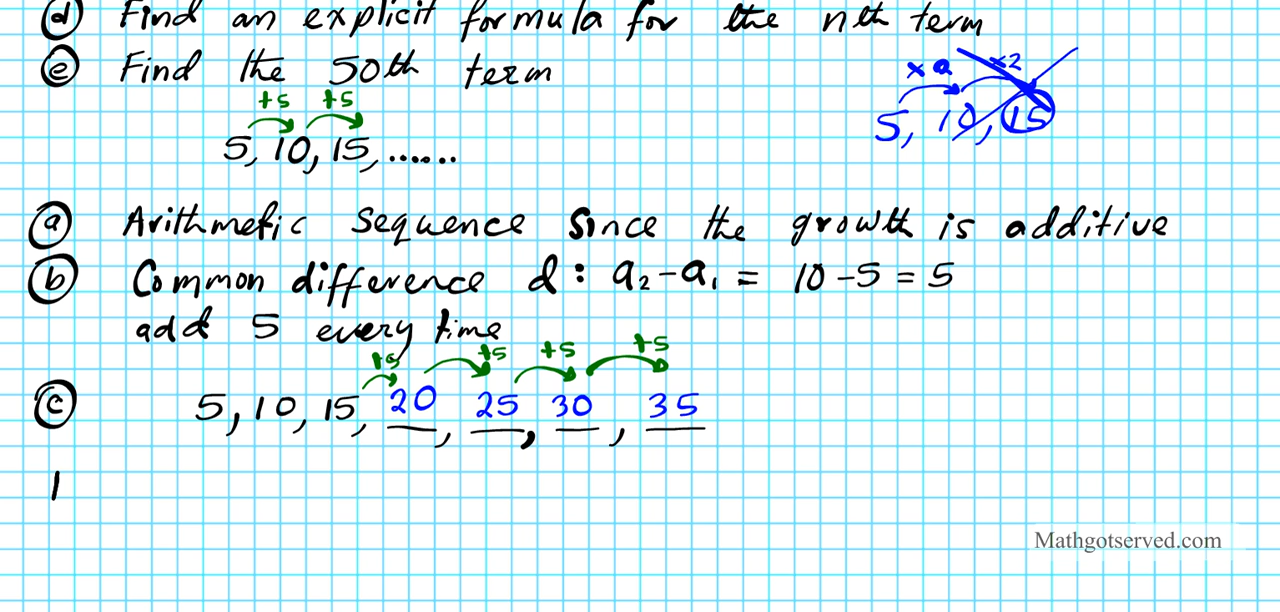 (d) Find an explicit formula for the nth term
(e) Find the 50th term
+5 +5
5, 10, 15, ......
xa x2
5, 10, 15
(a) Arithmetic Sequence Since the growth is additive
(b) Common difference d : a₂-a₁ = 10-5 = 5
add 5 every time
+5 +5 +5 +5
(c) 5, 10, 15, 20, 25, 30, 35
Mathgotserved.com